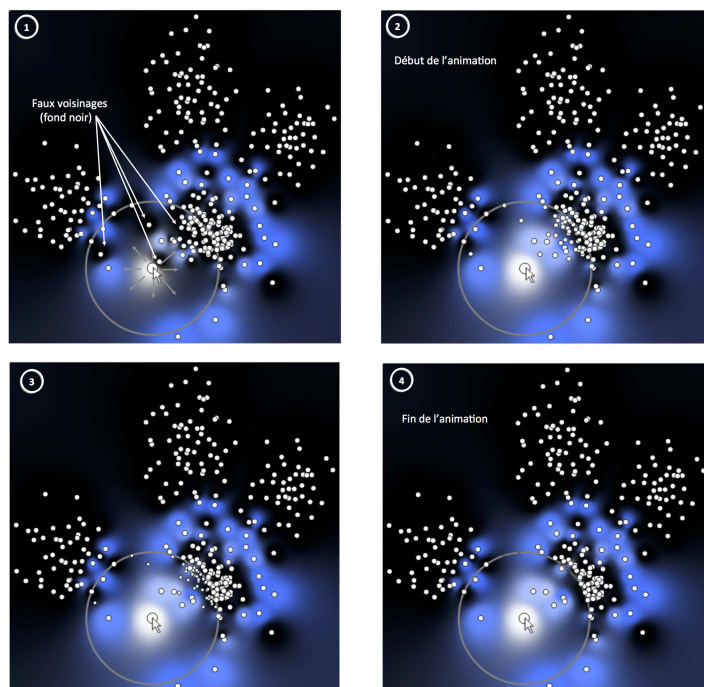 1
Faux voisinages
(fond noir)
2
Début de l'animation
3
4
Fin de l'animation